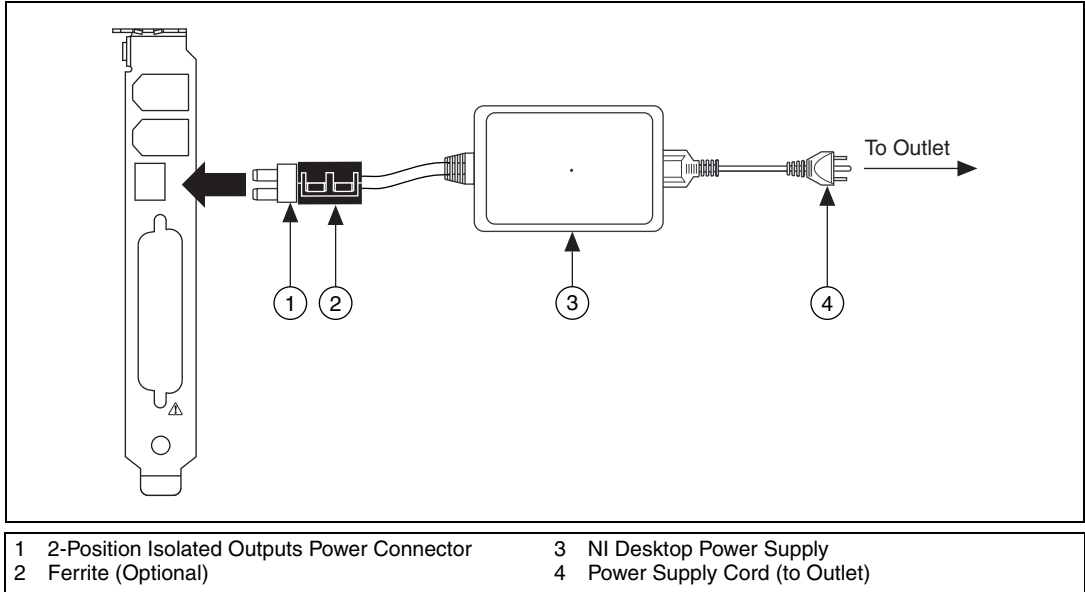 To Outlet
1 2 3 4
1 2-Position Isolated Outputs Power Connector
2 Ferrite (Optional)
3 NI Desktop Power Supply
4 Power Supply Cord (to Outlet)